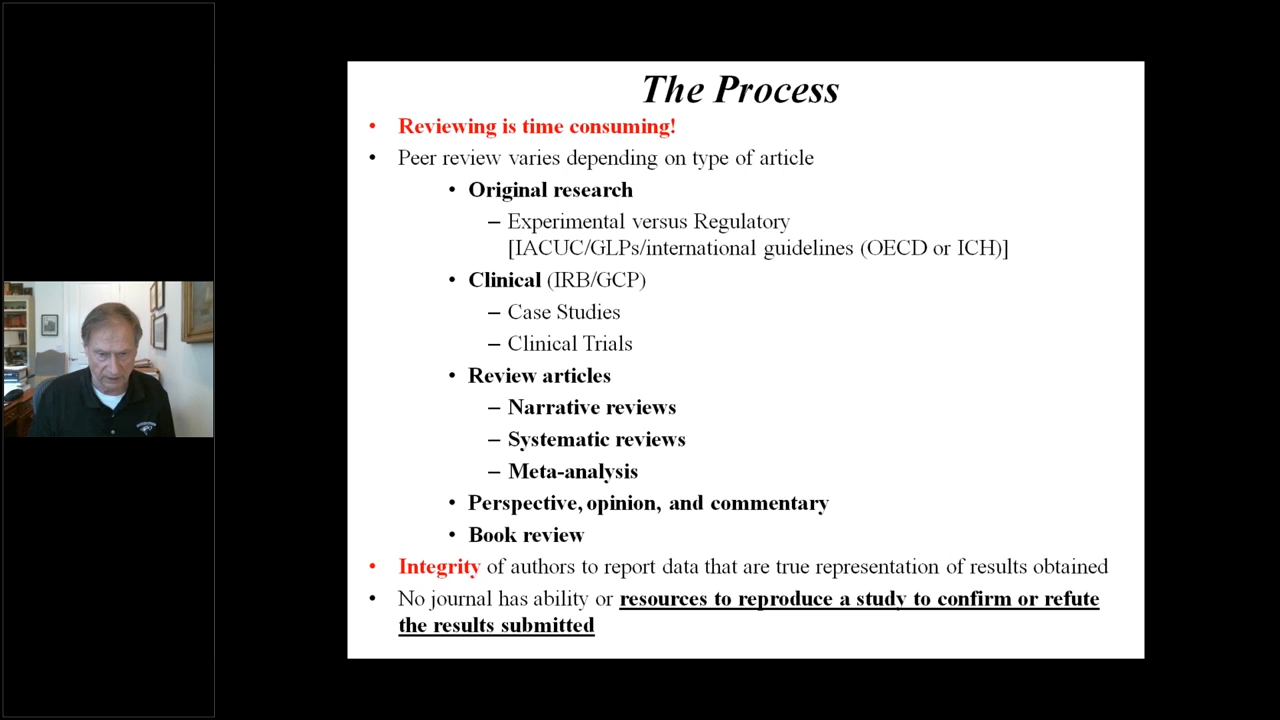 The Process
• Reviewing is time consuming!
• Peer review varies depending on type of article
• Original research
– Experimental versus Regulatory
[IACUC/GLPs/international guidelines (OECD or ICH)]
• Clinical (IRB/GCP)
– Case Studies
– Clinical Trials
• Review articles
– Narrative reviews
– Systematic reviews
– Meta-analysis
• Perspective, opinion, and commentary
• Book review
• Integrity of authors to report data that are true representation of results obtained
• No journal has ability or resources to reproduce a study to confirm or refute
the results submitted